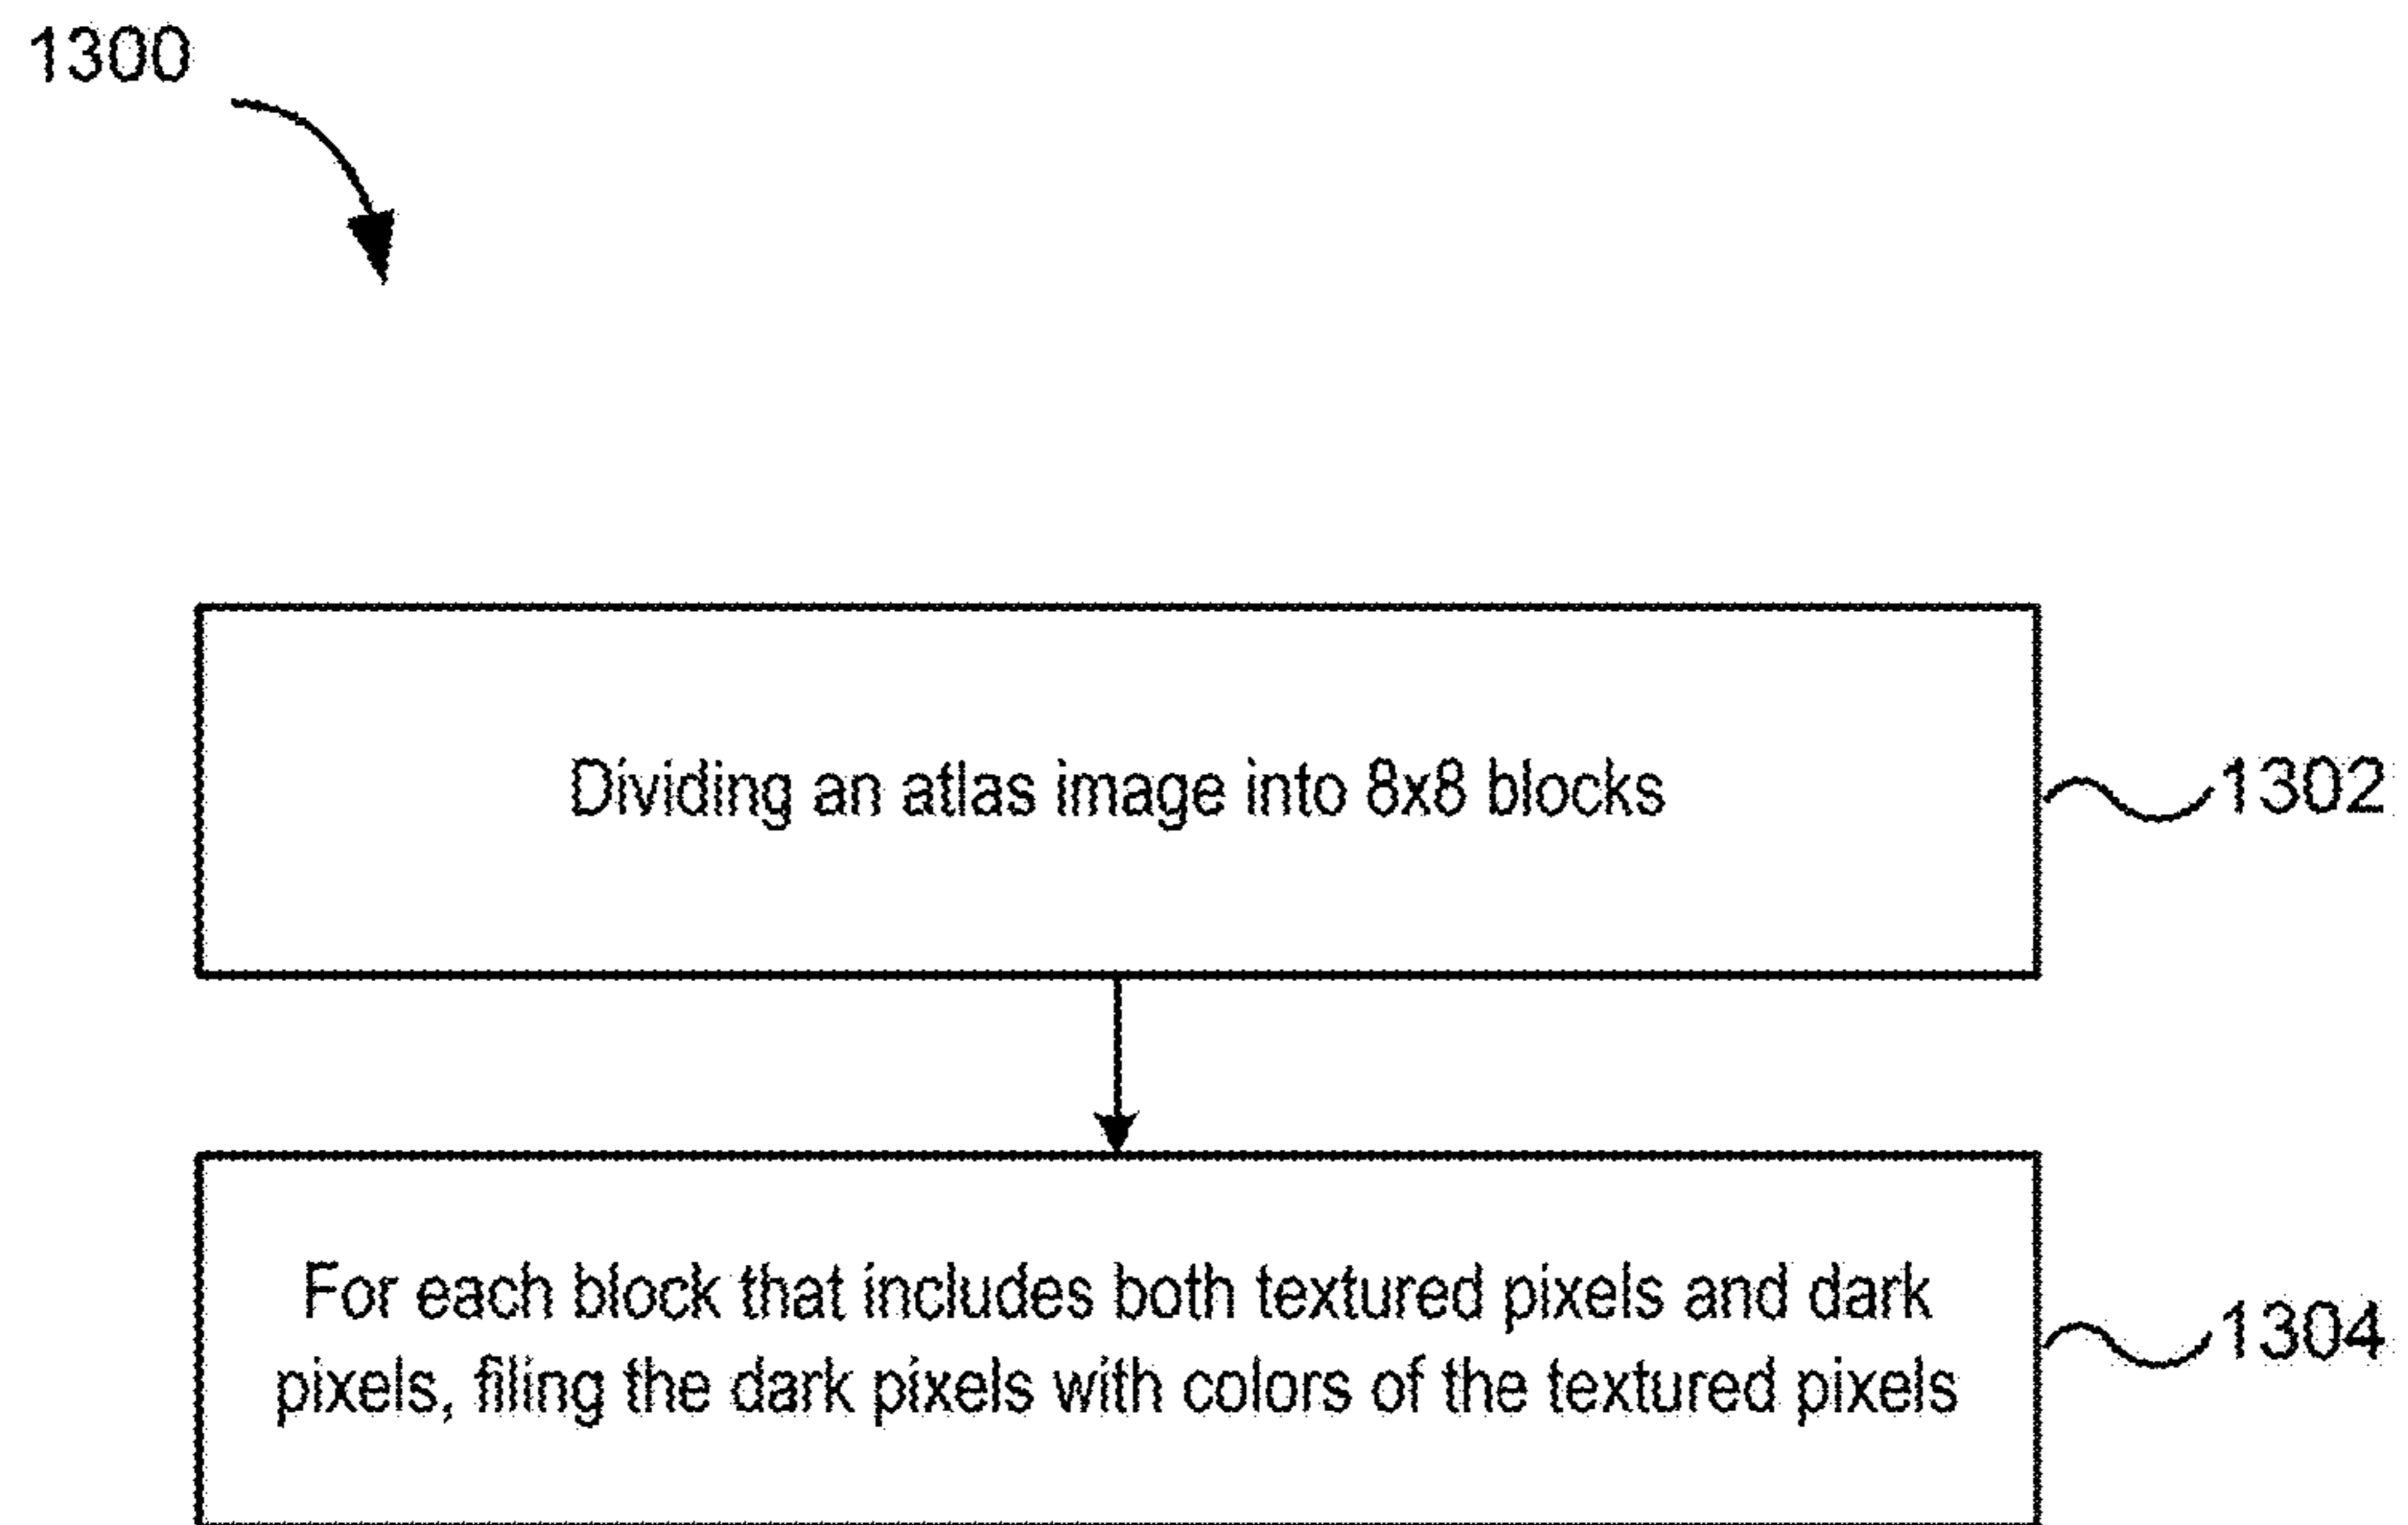 1300
Dividing an atlas image into 8x8 blocks
1302
For each block that includes both textured pixels and dark
pixels, filing the dark pixels with colors of the textured pixels
1304